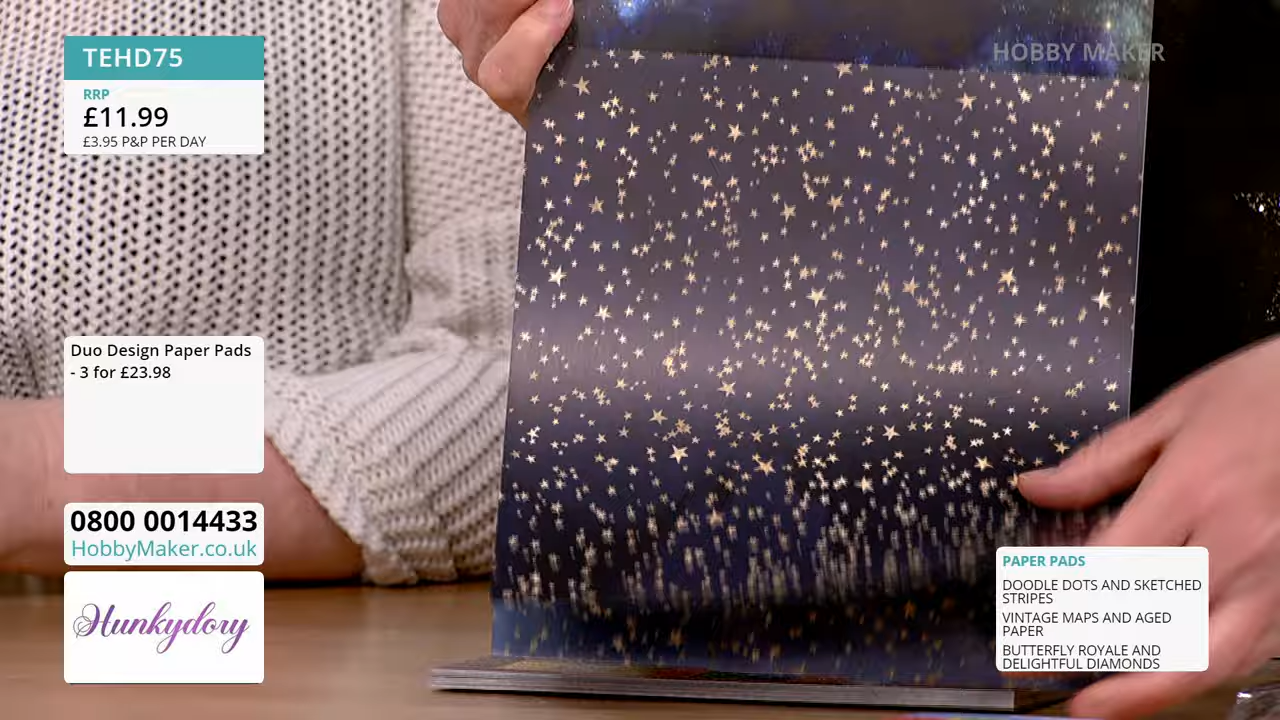 TEHD75
RRP
£11.99
£3.95 P&P PER DAY
Duo Design Paper Pads
- 3 for £23.98
0800 0014433
HobbyMaker.co.uk
Hunkydory
HOBBY MAKER
PAPER PADS
DOODLE DOTS AND SKETCHED
STRIPES
VINTAGE MAPS AND AGED
PAPER
BUTTERFLY ROYALE AND
DELIGHTFUL DIAMONDS